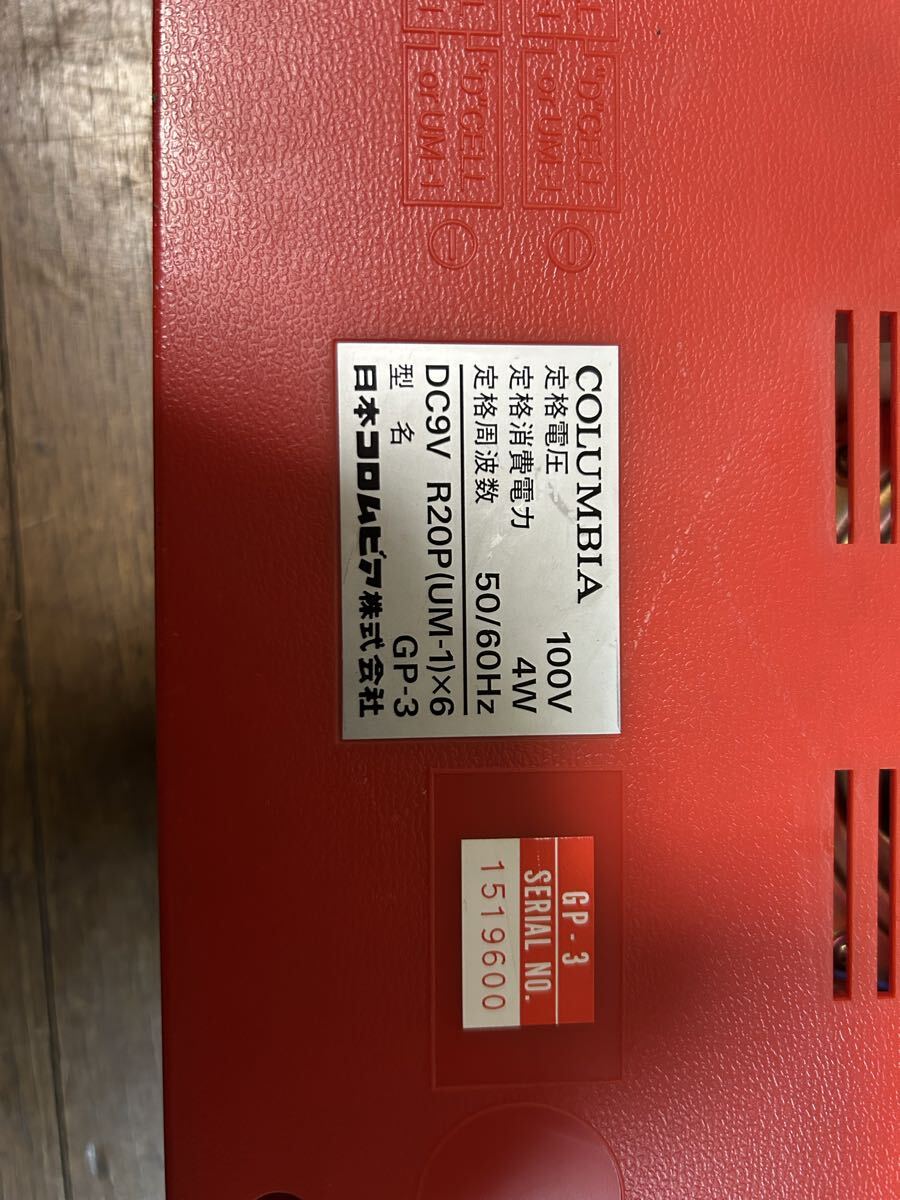 "D"CELL
or UM-1
"D"CELL
or UM-1
COLUMBIA
定格電圧 100V
定格消費電力 4W
定格周波数 50/60Hz
DC9V R20P(UM-1)×6
型名 GP-3
日本コロムビア株式会社
GP-3
SERIAL NO.
1519600